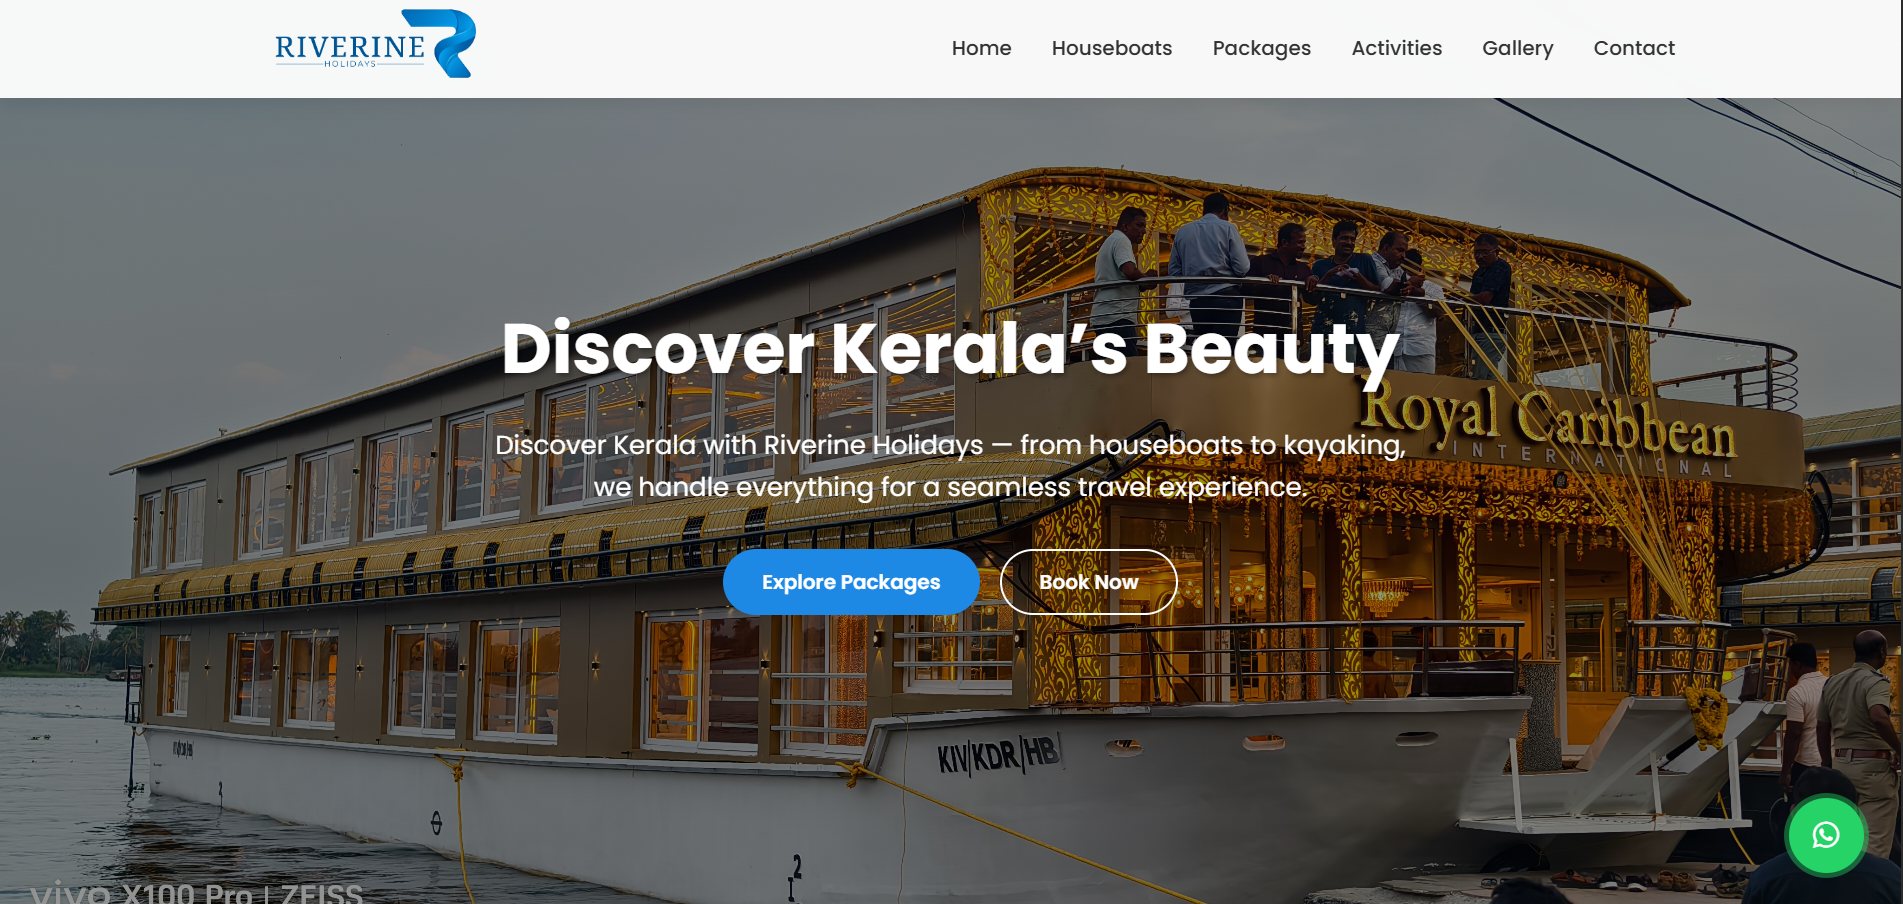 RIVERINE
HOLIDAYS
Home Houseboats Packages Activities Gallery Contact
Discover Kerala’s Beauty
Royal Caribbean
INTERNATIONAL
Discover Kerala with Riverine Holidays — from houseboats to kayaking,
we handle everything for a seamless travel experience.
Explore Packages
Book Now
KIV/KDR/HB
2
2
vivo X100 Pro | ZEISS